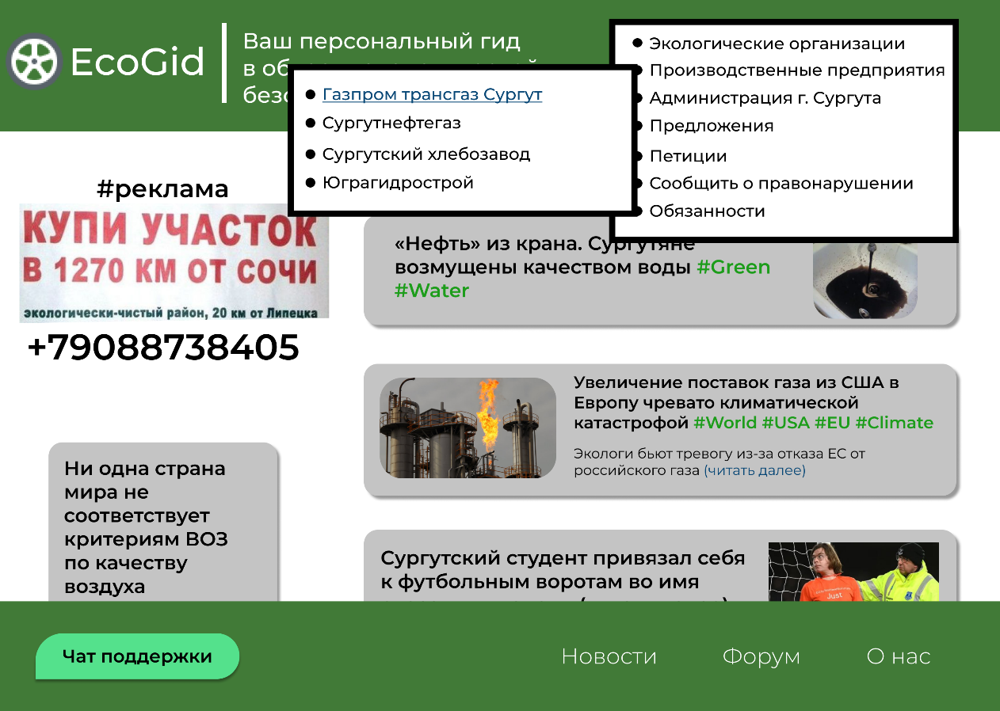 EcoGid
Ваш персональный гид
в об
безо
Экологические организации
Производственные предприятия
Администрация г. Сургута
Предложения
Петиции
Сообщить о правонарушении
Обязанности
Газпром трансгаз Сургут
Сургутнефтегаз
Сургутский хлебозавод
Юграгидрострой
#реклама
КУПИ УЧАСТОК
В 1270 КМ ОТ СОЧИ
экологически-чистый район, 20 км от Липецка
+79088738405
«Нефть» из крана. Сургутяне
возмущены качеством воды #Green
#Water
Увеличение поставок газа из США в
Европу чревато климатической
катастрофой #World #USA #EU #Climate
Экологи бьют тревогу из-за отказа ЕС от
российского газа (читать далее)
Ни одна страна
мира не
соответствует
критериям ВОЗ
по качеству
воздуха
Сургутский студент привязал себя
к футбольным воротам во имя
Just
Чат поддержки
Новости
Форум
О нас